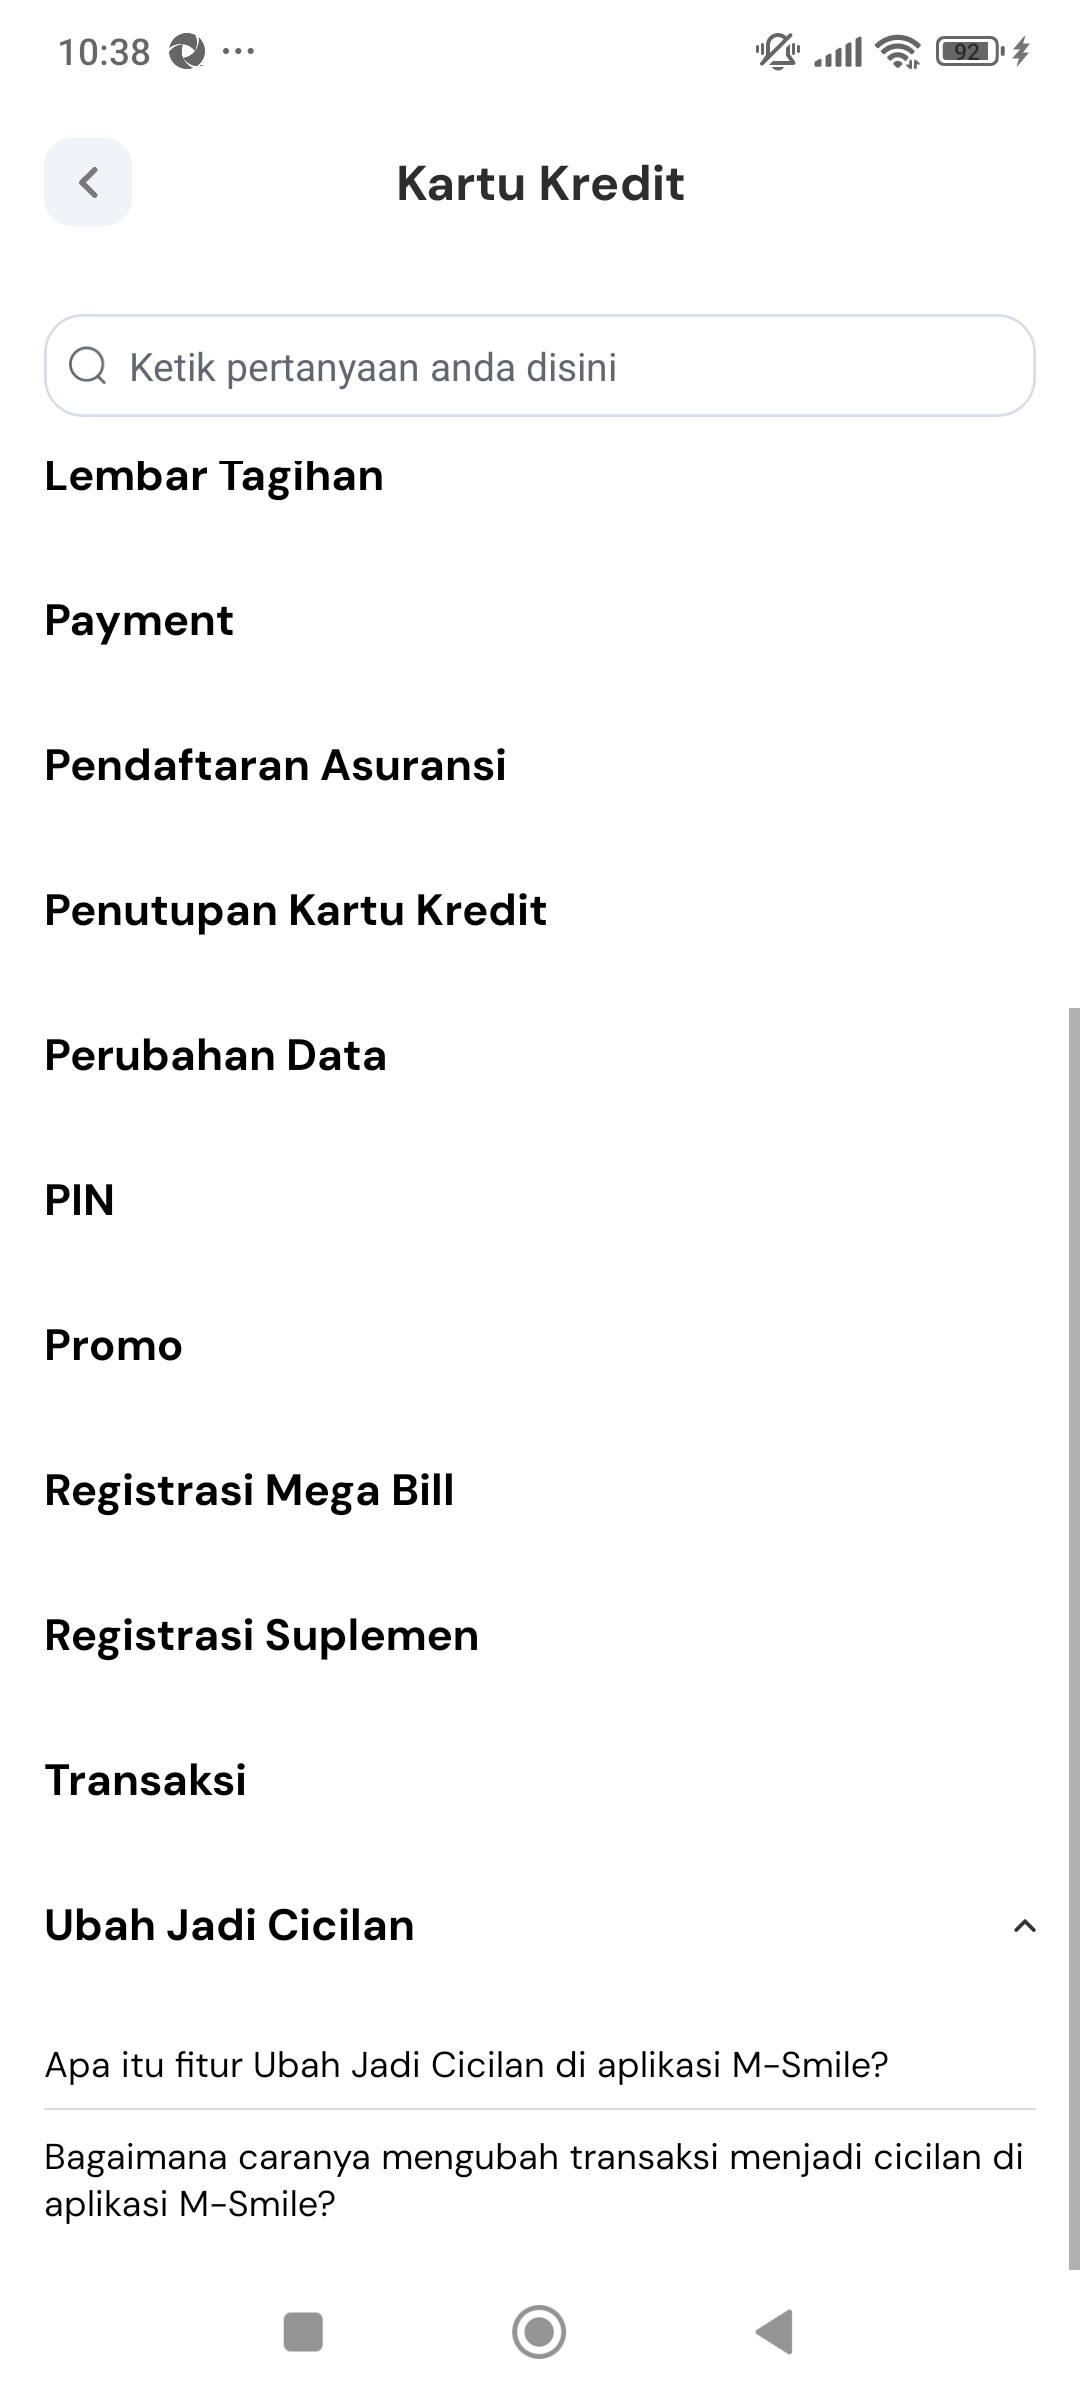 10:38
92
Kartu Kredit
Ketik pertanyaan anda disini
Lembar Tagihan
Payment
Pendaftaran Asuransi
Penutupan Kartu Kredit
Perubahan Data
PIN
Promo
Registrasi Mega Bill
Registrasi Suplemen
Transaksi
Ubah Jadi Cicilan
Apa itu fitur Ubah Jadi Cicilan di aplikasi M-Smile?
Bagaimana caranya mengubah transaksi menjadi cicilan di
aplikasi M-Smile?